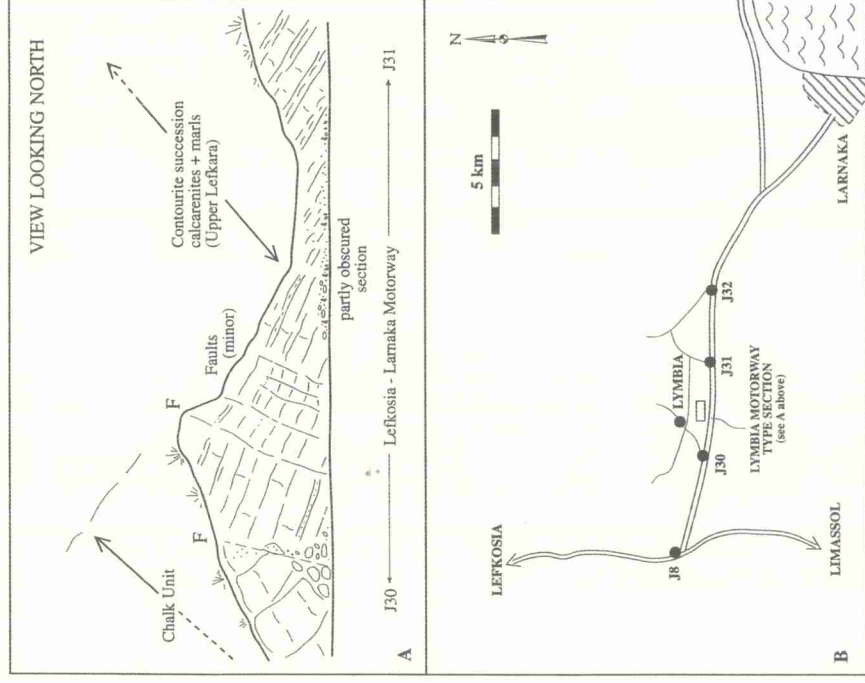 VIEW LOOKING NORTH
Contourite succession
calcarenites + marls
(Upper Lefkara)
Chalk Unit
F
F
Faults
(minor)
partly obscured
section
J30
Lefkosia - Larnaka Motorway
J31
A
N
5 km
LEFKOSIA
LYMBIA
J8
J30
J31
J32
LYMBIA MOTORWAY
TYPE SECTION
(see A above)
LARNAKA
LIMASSOL
B